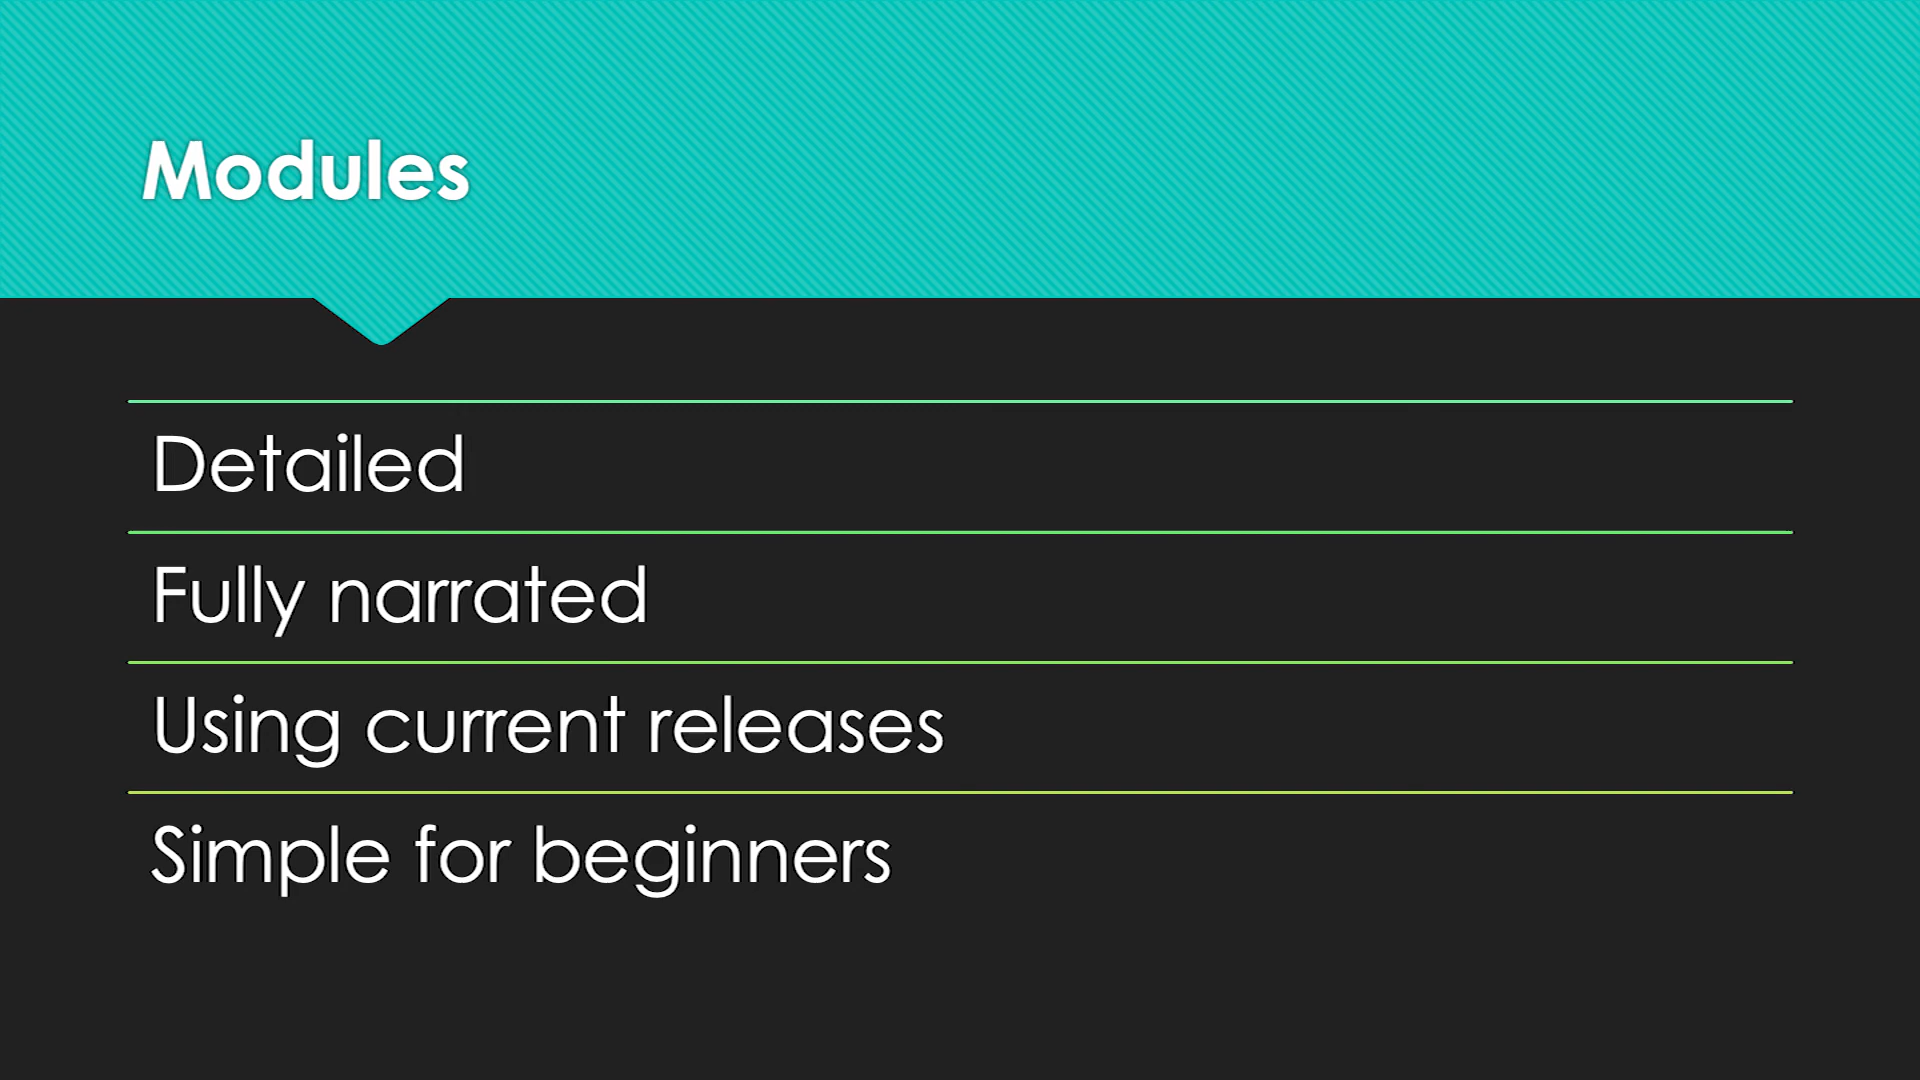 Modules
Detailed
Fully narrated
Using current releases
Simple for beginners